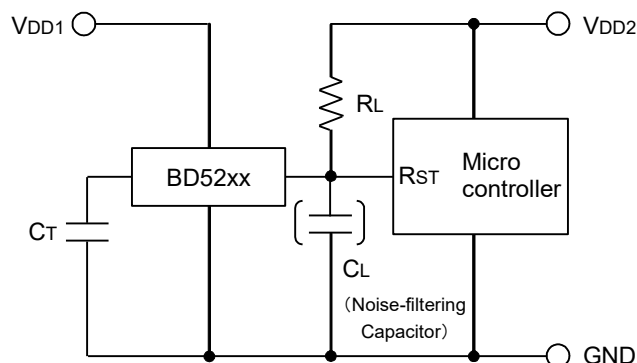 VDD1
VDD2
RL
BD52xx
RST
Micro
controller
CT
CL
（Noise-filtering
Capacitor）
GND